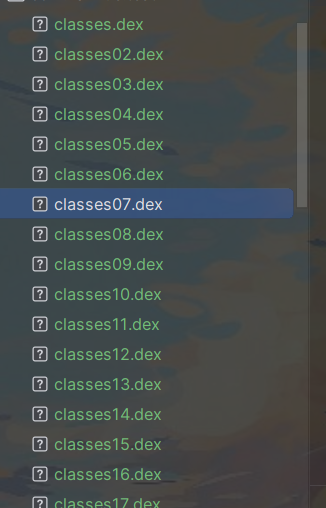 classes.dex
classes02.dex
classes03.dex
classes04.dex
classes05.dex
classes06.dex
classes07.dex
classes08.dex
classes09.dex
classes10.dex
classes11.dex
classes12.dex
classes13.dex
classes14.dex
classes15.dex
classes16.dex
classes17.dex